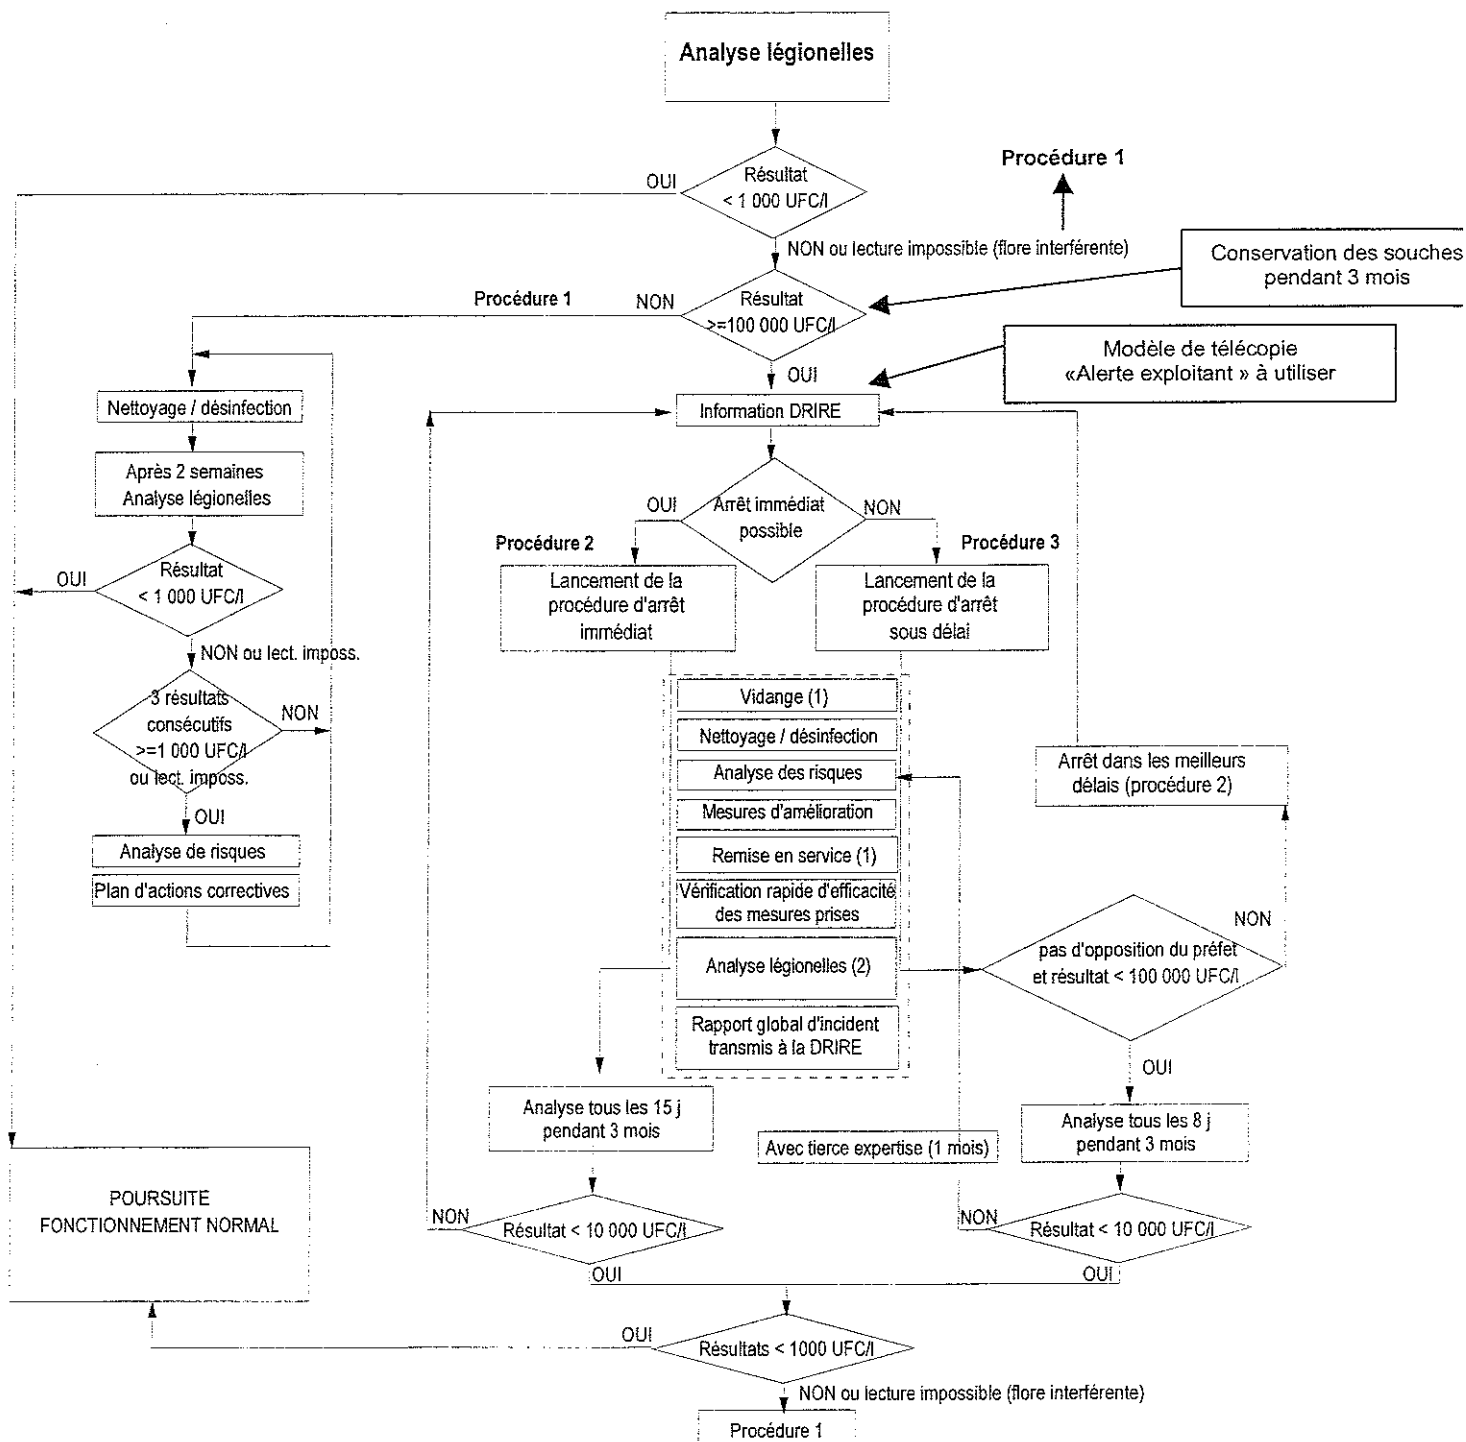 Analyse légionelles
Résultat
< 1 000 UFC/l
OUI
Procédure 1
NON ou lecture impossible (flore interférente)
Conservation des souches
pendant 3 mois
Résultat
>=100 000 UFC/l
Procédure 1
NON
OUI
Modèle de télécopie
«Alerte exploitant » à utiliser
Information DRIRE
Nettoyage / désinfection
Après 2 semaines
Analyse légionelles
Résultat
< 1 000 UFC/l
OUI
NON ou lect. imposs.
3 résultats
consécutifs
>=1 000 UFC/l
ou lect. imposs.
NON
OUI
Analyse de risques
Plan d'actions correctives
Arrêt immédiat
possible
OUI
NON
Procédure 2
Procédure 3
Lancement de la
procédure d'arrêt
immédiat
Lancement de la
procédure d'arrêt
sous délai
Vidange (1)
Nettoyage / désinfection
Analyse des risques
Mesures d'amélioration
Remise en service (1)
Vérification rapide d'efficacité
des mesures prises
Analyse légionelles (2)
Rapport global d'incident
transmis à la DRIRE
Arrêt dans les meilleurs
délais (procédure 2)
NON
pas d'opposition du préfet
et résultat < 100 000 UFC/l
OUI
Analyse tous les 15 j
pendant 3 mois
Avec tierce expertise (1 mois)
Analyse tous les 8 j
pendant 3 mois
POURSUITE
FONCTIONNEMENT NORMAL
NON
Résultat < 10 000 UFC/l
OUI
NON
Résultat < 10 000 UFC/l
OUI
OUI
Résultats < 1000 UFC/l
NON ou lecture impossible (flore interférente)
Procédure 1